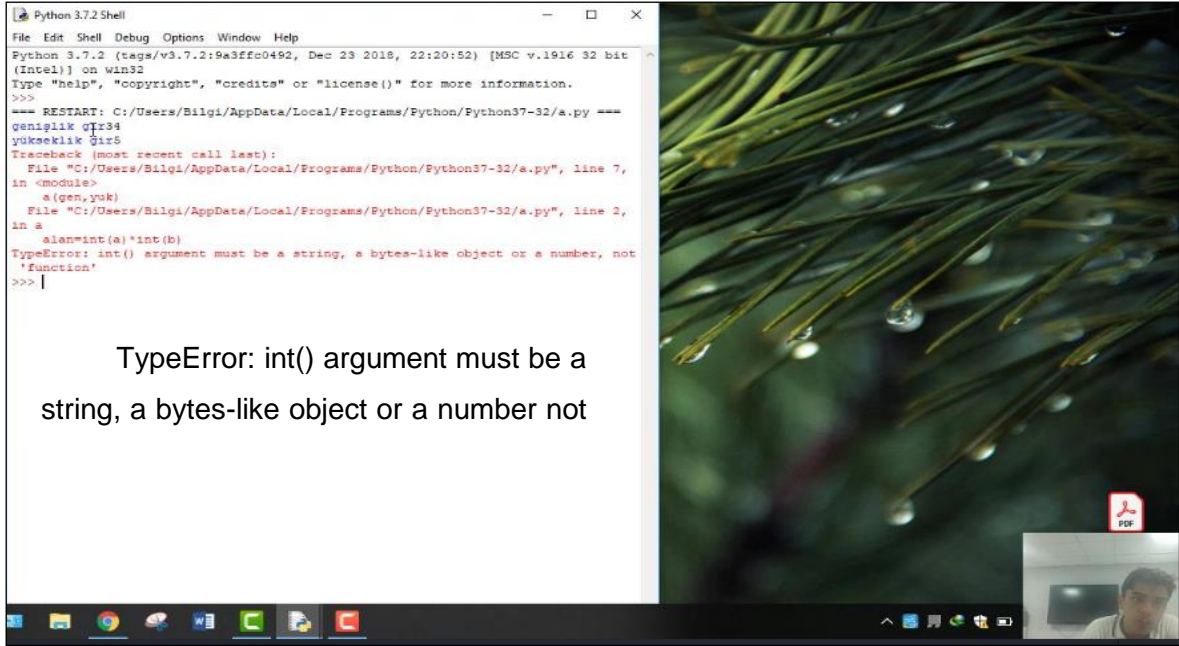 Python 3.7.2 Shell
File Edit Shell Debug Options Window Help
Python 3.7.2 (tags/v3.7.2:9a3ffc0492, Dec 23 2018, 22:20:52) [MSC v.1916 32 bit
(Intel)] on win32
Type "help", "copyright", "credits" or "license()" for more information.
>>>
=== RESTART: C:/Users/Bilgi/AppData/Local/Programs/Python/Python37-32/a.py ===
genişlik gir34
yükseklik gir5
Traceback (most recent call last):
File "C:/Users/Bilgi/AppData/Local/Programs/Python/Python37-32/a.py", line 7,
in <module>
a(gen,yuk)
File "C:/Users/Bilgi/AppData/Local/Programs/Python/Python37-32/a.py", line 2,
in a
alan=int(a)*int(b)
TypeError: int() argument must be a string, a bytes-like object or a number, not
'function'
>>>
TypeError: int() argument must be a
string, a bytes-like object or a number not
PDF